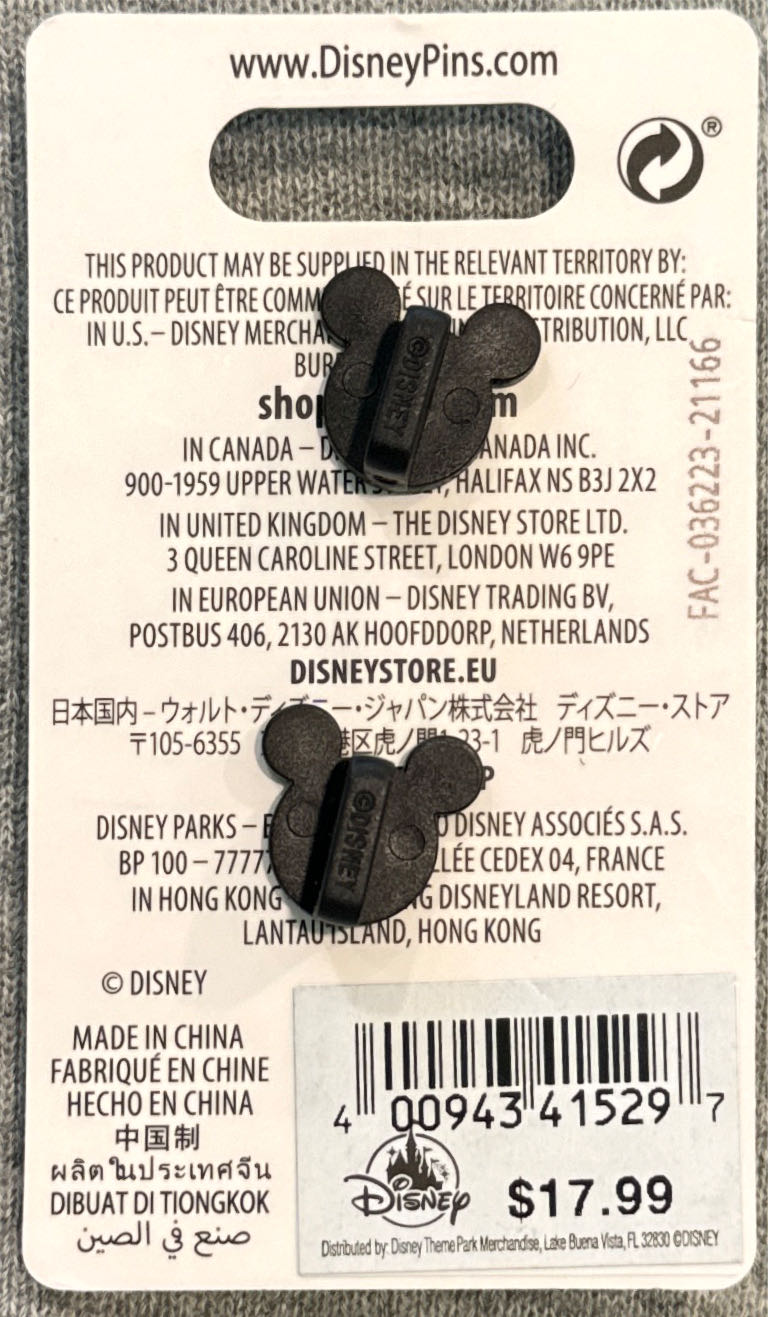 www.DisneyPins.com
®
THIS PRODUCT MAY BE SUPPLIED IN THE RELEVANT TERRITORY BY:
CE PRODUIT PEUT ÊTRE COMM É SUR LE TERRITOIRE CONCERNÉ PAR:
IN U.S. – DISNEY MERCHA TRIBUTION, LLC
BUR
shop m
IN CANADA – D ANADA INC.
900-1959 UPPER WATER , HALIFAX NS B3J 2X2
IN UNITED KINGDOM – THE DISNEY STORE LTD.
3 QUEEN CAROLINE STREET, LONDON W6 9PE
IN EUROPEAN UNION – DISNEY TRADING BV,
POSTBUS 406, 2130 AK HOOFDDORP, NETHERLANDS
DISNEYSTORE.EU
日本国内 – ウォルト・ディズニー・ジャパン株式会社 ディズニー・ストア
〒105-6355 港区虎ノ門1-23-1 虎ノ門ヒルズ
P
DISNEY PARKS – E O DISNEY ASSOCIÉS S.A.S.
BP 100 – 7777 LLÉE CEDEX 04, FRANCE
IN HONG KONG G DISNEYLAND RESORT,
LANTAU ISLAND, HONG KONG
FAC-036223-21166
©DISNEY
©DISNEY
© DISNEY
MADE IN CHINA
FABRIQUÉ EN CHINE
HECHO EN CHINA
中国制
ผลิตในประเทศจีน
DIBUAT DI TIONGKOK
صنع في الصين
4 00943 41529 7
Disney $17.99
Distributed by: Disney Theme Park Merchandise, Lake Buena Vista, FL 32830 ©DISNEY